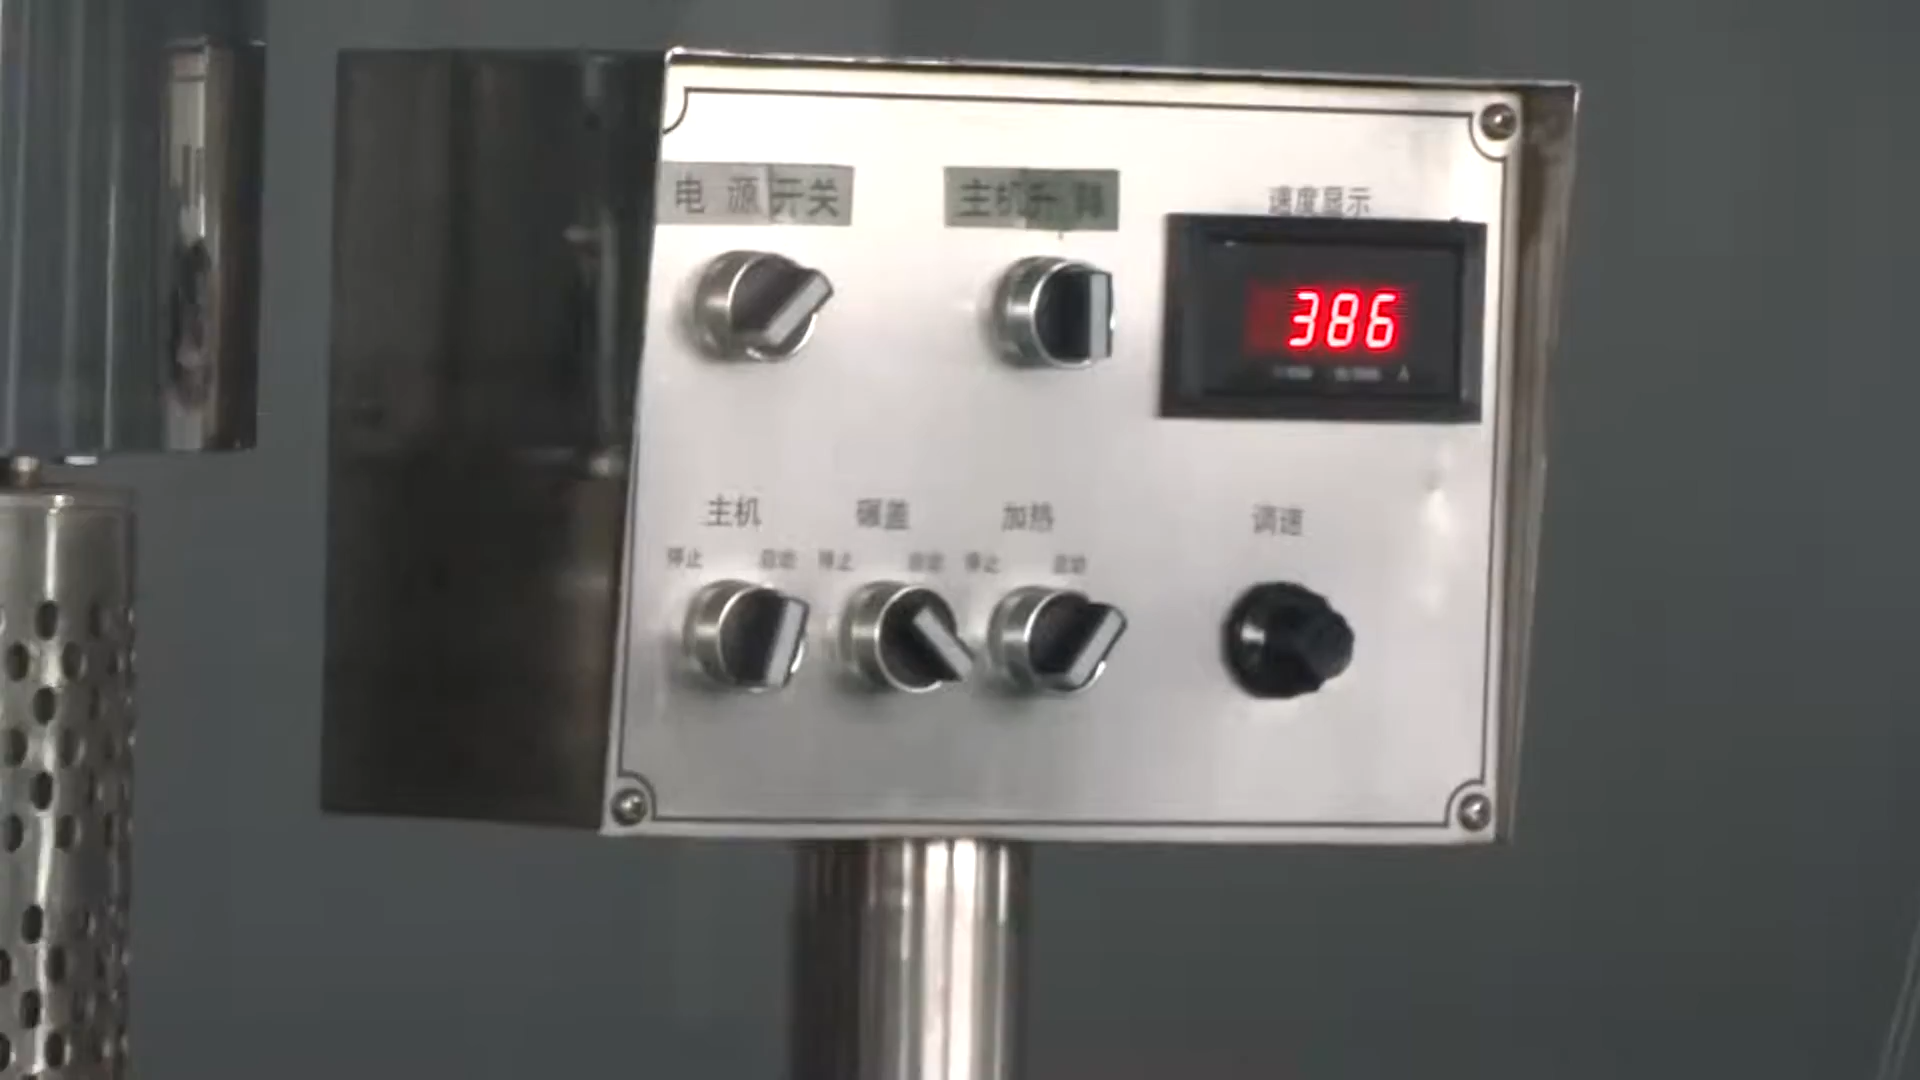 电源开关
主机升降
速度显示
386
主机
碾盖
加热
调速
停止 启动
停止 启动
停止 启动